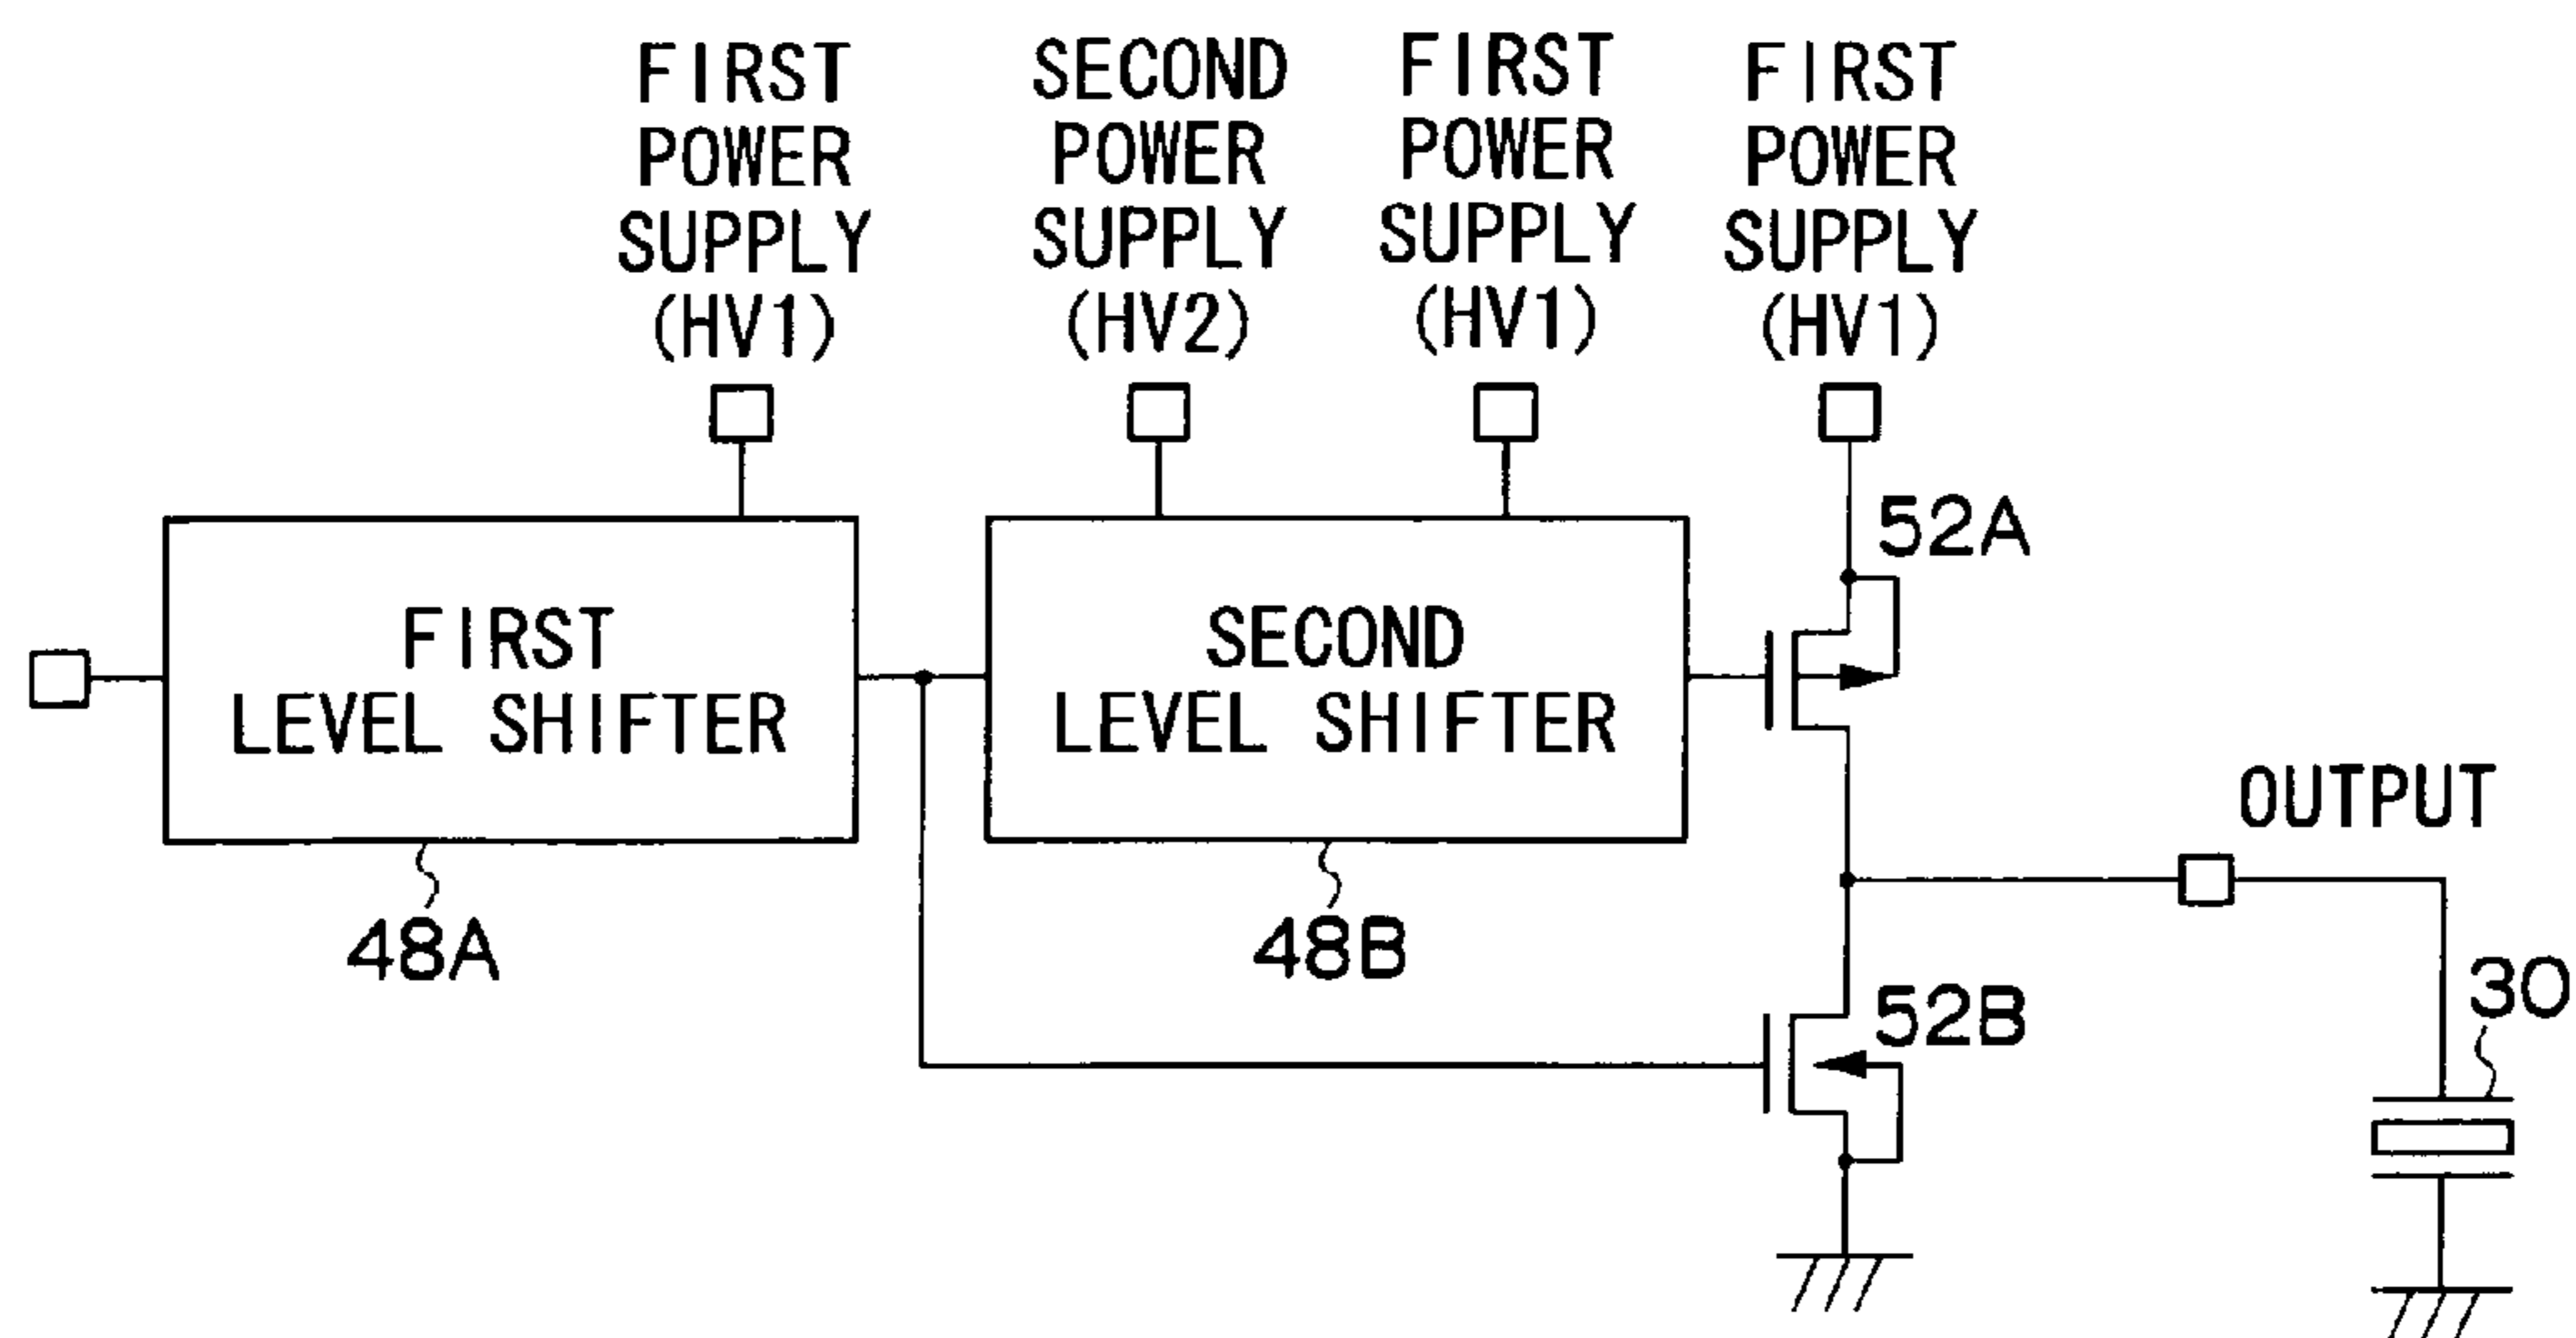 FIRST
POWER
SUPPLY
(HV1)
SECOND
POWER
SUPPLY
(HV2)
FIRST
POWER
SUPPLY
(HV1)
FIRST
POWER
SUPPLY
(HV1)
52A
FIRST
LEVEL SHIFTER
SECOND
LEVEL SHIFTER
OUTPUT
48A
48B
52B
30